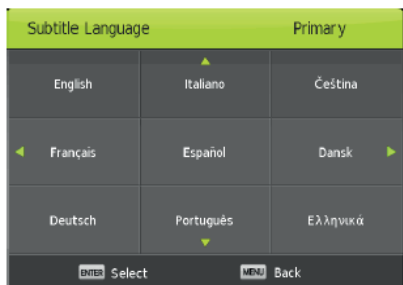 Subtitle Language Primary
English Italiano Čeština
Français Español Dansk
Deutsch Português Ελληνικά
ENTER Select MENU Back